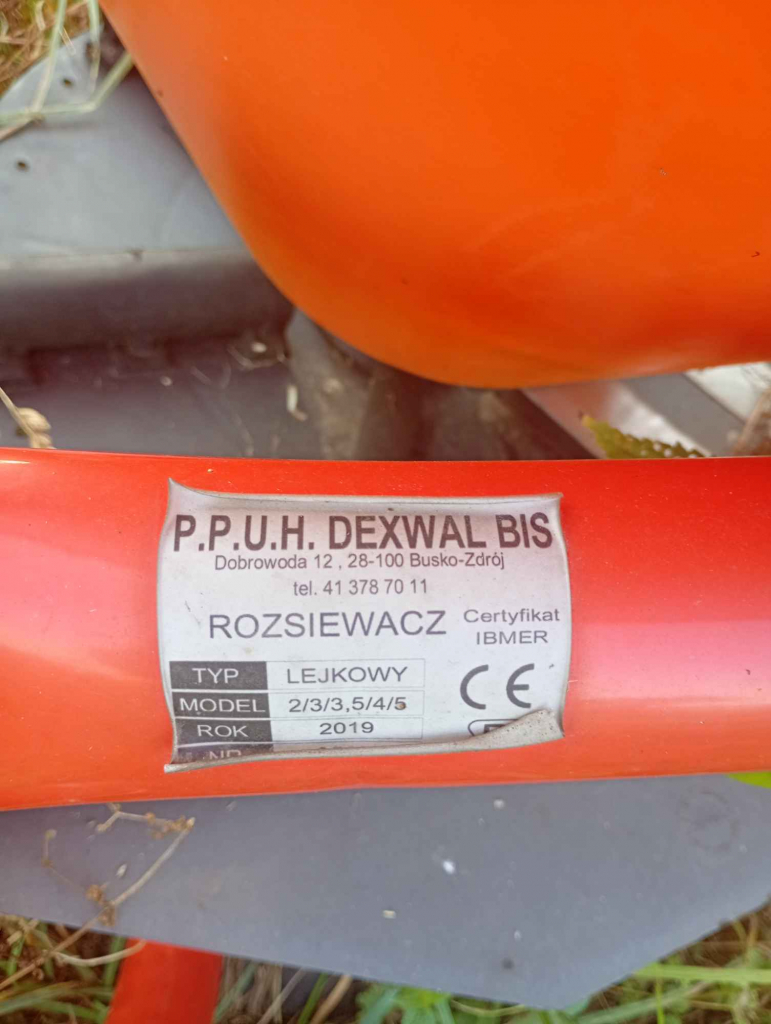 P.P.U.H. DEXWAL BIS
Dobrowoda 12 , 28-100 Busko-Zdrój
tel. 41 378 70 11
ROZSIEWACZ
Certyfikat
IBMER
TYP LEJKOWY
MODEL 2/3/3,5/4/5
ROK 2019
NR
CE